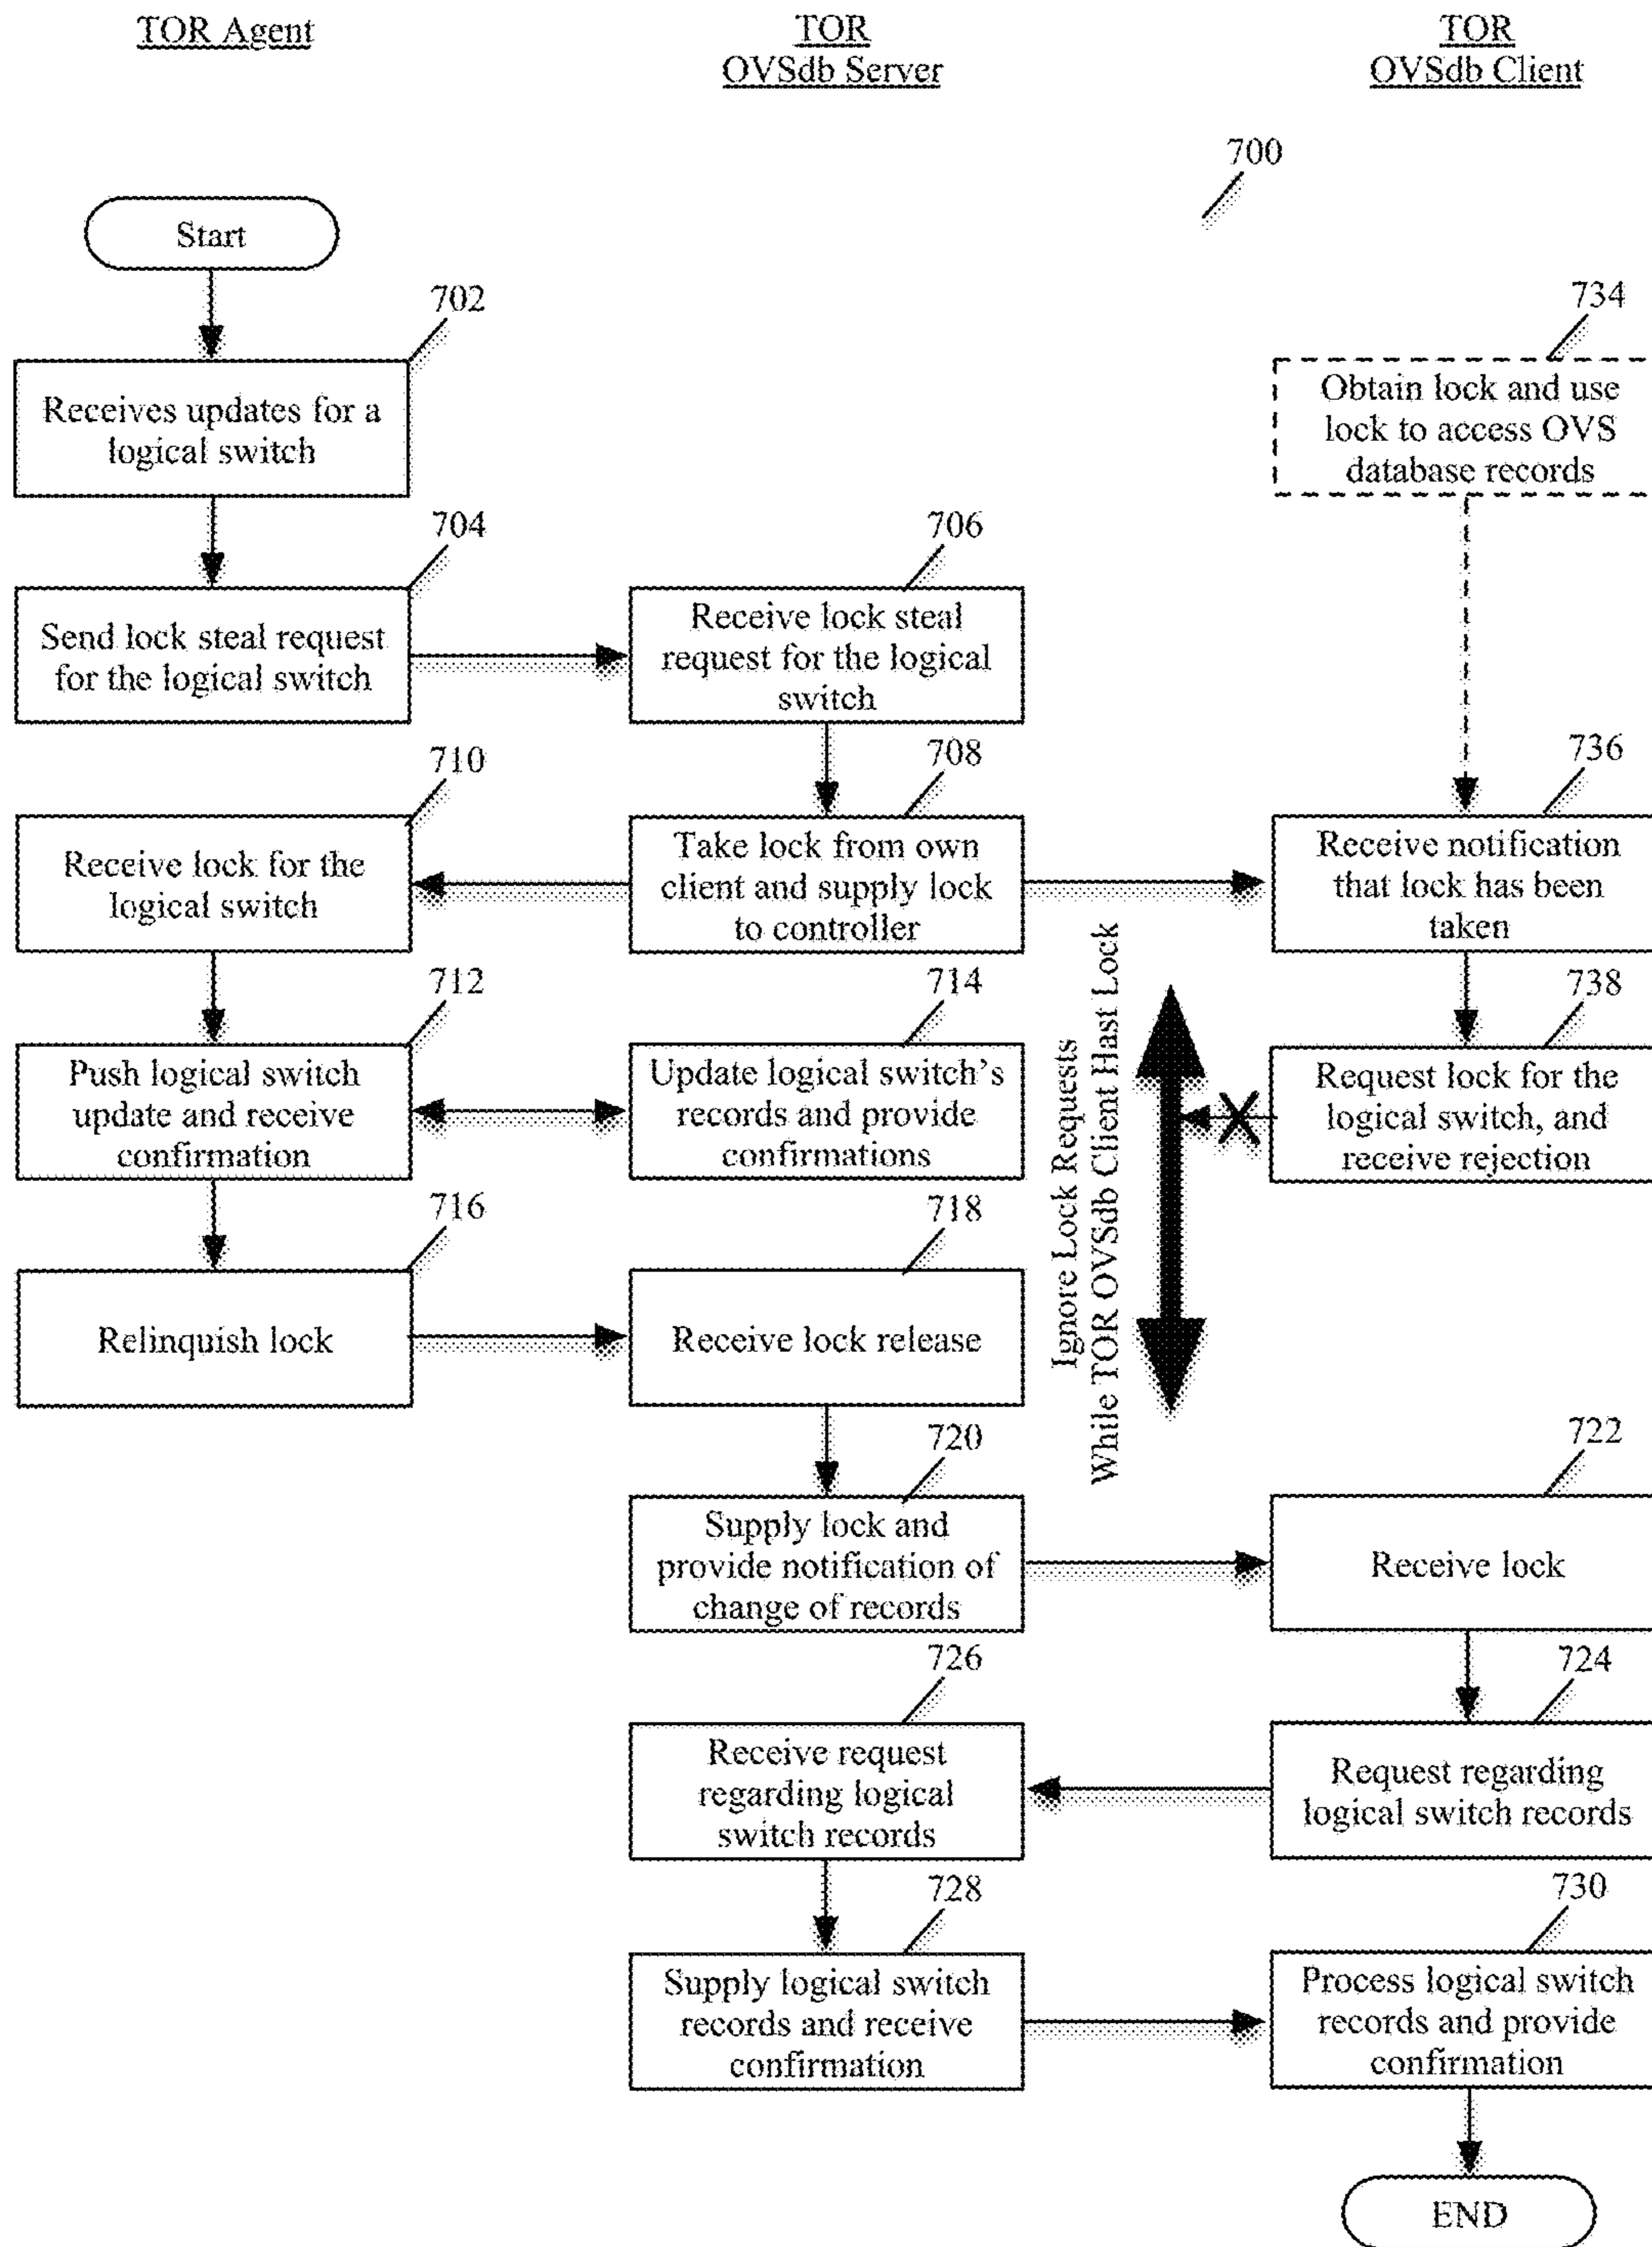 TOR Agent
TOR
OVSdb Server
TOR
OVSdb Client
700
Start
702
734
Receives updates for a
logical switch
Obtain lock and use
lock to access OVS
database records
704
706
Send lock steal request
for the logical switch
Receive lock steal
request for the logical
switch
710
708
736
Receive lock for the
logical switch
Take lock from own
client and supply lock
to controller
Receive notification
that lock has been
taken
712
714
738
Push logical switch
update and receive
confirmation
Update logical switch's
records and provide
confirmations
Ignore Lock Requests
While TOR OVSdb Client Hast Lock
X
Request lock for the
logical switch, and
receive rejection
716
718
Relinquish lock
Receive lock release
720
722
Supply lock and
provide notification of
change of records
Receive lock
726
724
Receive request
regarding logical
switch records
Request regarding
logical switch records
728
730
Supply logical switch
records and receive
confirmation
Process logical switch
records and provide
confirmation
END